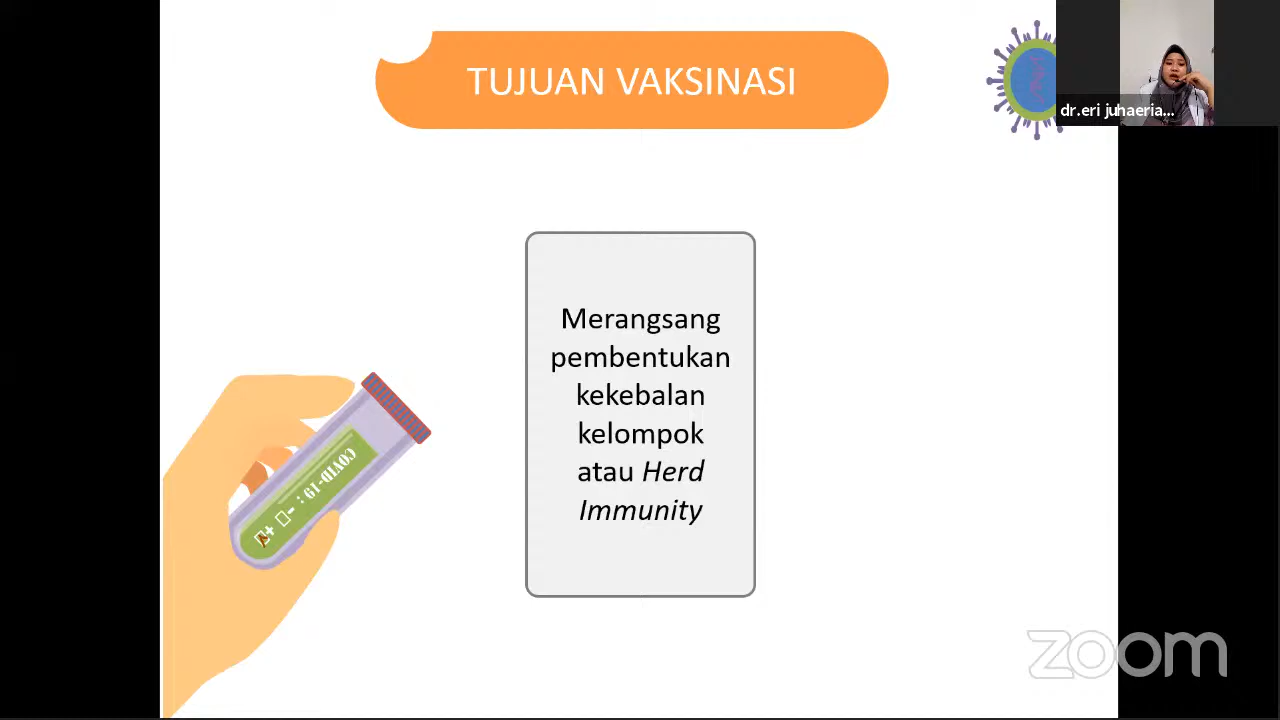 TUJUAN VAKSINASI
dr.eri juhaeria...
Merangsang
pembentukan
kekebalan
kelompok
atau Herd
Immunity
COVID-19 :
- +
zoom